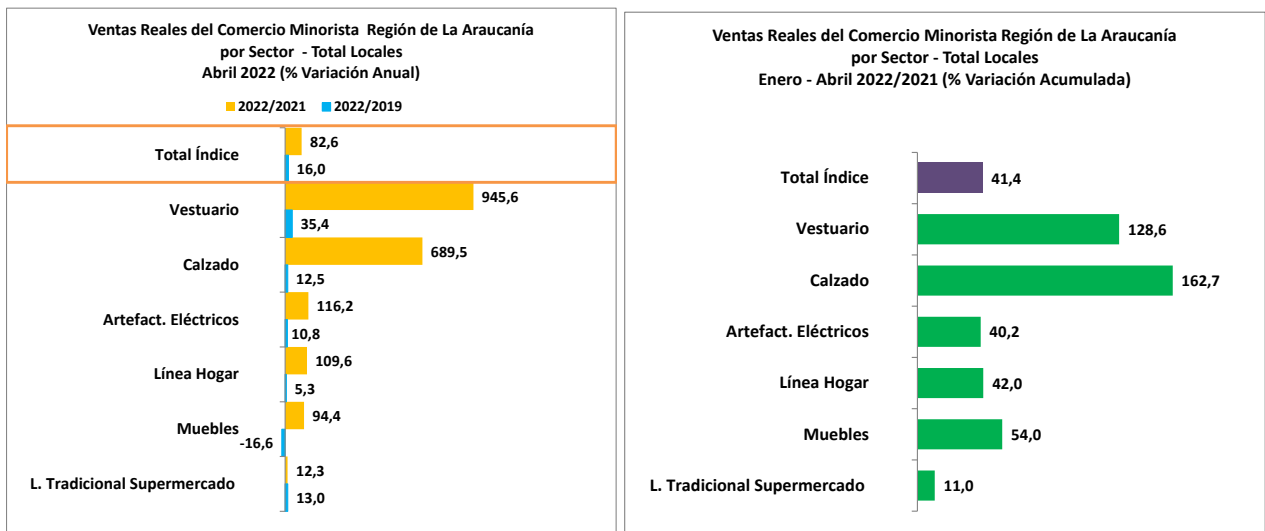 Ventas Reales del Comercio Minorista Región de La Araucanía
por Sector - Total Locales
Abril 2022 (% Variación Anual)
2022/2021 2022/2019
Total Índice 82,6
16,0
Vestuario 945,6
35,4
Calzado 689,5
12,5
Artefact. Eléctricos 116,2
10,8
Línea Hogar 109,6
5,3
Muebles 94,4
-16,6
L. Tradicional Supermercado 12,3
13,0
Ventas Reales del Comercio Minorista Región de La Araucanía
por Sector - Total Locales
Enero - Abril 2022/2021 (% Variación Acumulada)
Total Índice 41,4
Vestuario 128,6
Calzado 162,7
Artefact. Eléctricos 40,2
Línea Hogar 42,0
Muebles 54,0
L. Tradicional Supermercado 11,0